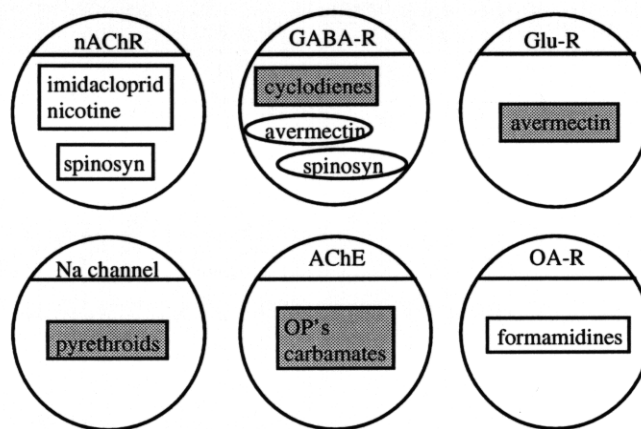 nAChR
imidacloprid
nicotine
spinosyn
GABA-R
cyclodienes
avermectin
spinosyn
Glu-R
avermectin
Na channel
pyrethroids
AChE
OP's
carbamates
OA-R
formamidines